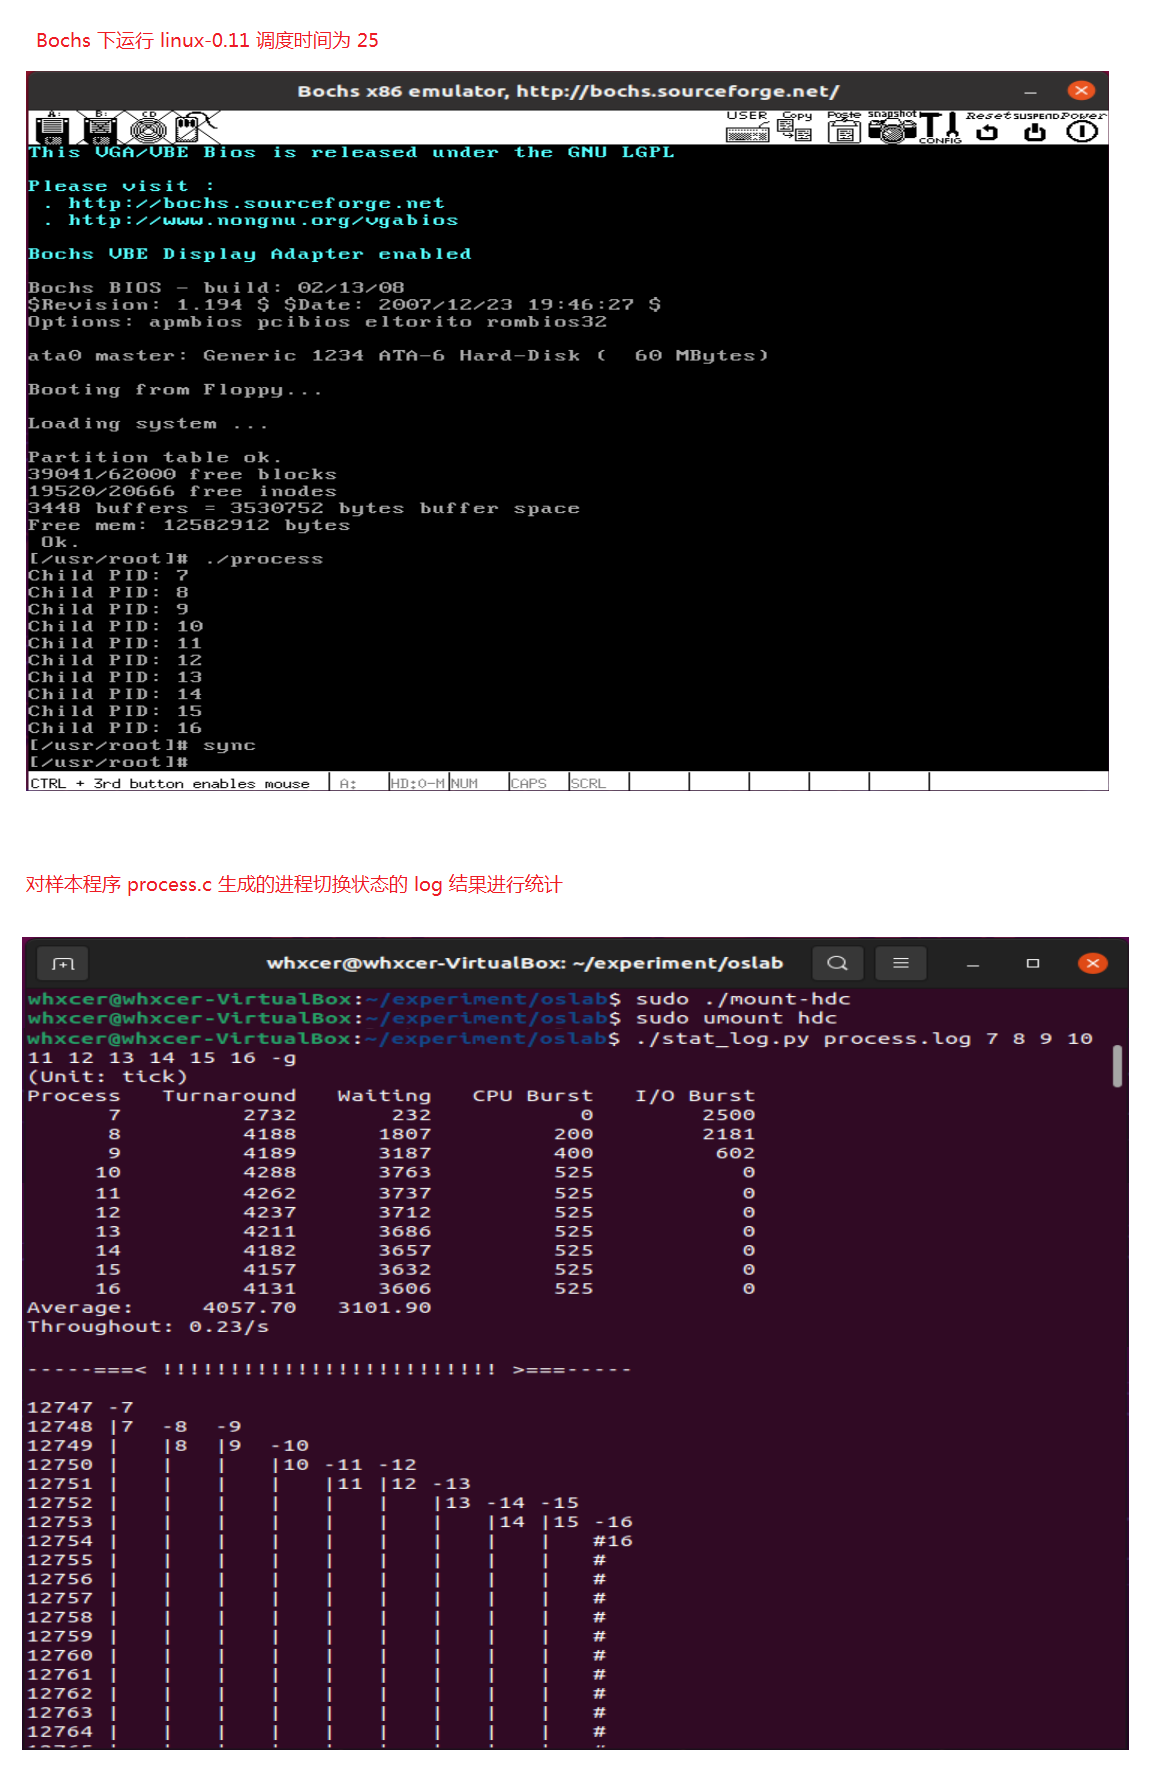 Bochs 下运行 linux-0.11 调度时间为 25
Bochs x86 emulator, http://bochs.sourceforge.net/
A: B: CD USER Copy Paste snapshot CONFIG Reset SUSPEND Power
This VGA/VBE Bios is released under the GNU LGPL
Please visit :
. http://bochs.sourceforge.net
. http://www.nongnu.org/vgabios
Bochs VBE Display Adapter enabled
Bochs BIOS - build: 02/13/08
$Revision: 1.194 $ $Date: 2007/12/23 19:46:27 $
Options: apmbios pcibios eltorito rombios32
ata0 master: Generic 1234 ATA-6 Hard-Disk (  60 MBytes)
Booting from Floppy...
Loading system ...
Partition table ok.
39041/62000 free blocks
19520/20666 free inodes
3448 buffers = 3530752 bytes buffer space
Free mem: 12582912 bytes
Ok.
[/usr/root]# ./process
Child PID: 7
Child PID: 8
Child PID: 9
Child PID: 10
Child PID: 11
Child PID: 12
Child PID: 13
Child PID: 14
Child PID: 15
Child PID: 16
[/usr/root]# sync
[/usr/root]#
CTRL + 3rd button enables mouse A: HD:0-M NUM CAPS SCRL
对样本程序 process.c 生成的进程切换状态的 log 结果进行统计
whxcer@whxcer-VirtualBox: ~/experiment/oslab
whxcer@whxcer-VirtualBox:~/experiment/oslab$ sudo ./mount-hdc
whxcer@whxcer-VirtualBox:~/experiment/oslab$ sudo umount hdc
whxcer@whxcer-VirtualBox:~/experiment/oslab$ ./stat_log.py process.log 7 8 9 10
11 12 13 14 15 16 -g
(Unit: tick)
Process   Turnaround   Waiting   CPU Burst   I/O Burst
7 2732 232 0 2500
8 4188 1807 200 2181
9 4189 3187 400 602
10 4288 3763 525 0
11 4262 3737 525 0
12 4237 3712 525 0
13 4211 3686 525 0
14 4182 3657 525 0
15 4157 3632 525 0
16 4131 3606 525 0
Average: 4057.70 3101.90
Throughout: 0.23/s
-----===< !!!!!!!!!!!!!!!!!!!!!!!!! >===-----
12747 -7
12748 |7  -8  -9
12749 |   |8  |9  -10
12750 |   |   |   |10 -11 -12
12751 |   |   |   |   |11 |12 -13
12752 |   |   |   |   |   |   |13 -14 -15
12753 |   |   |   |   |   |   |   |14 |15 -16
12754 |   |   |   |   |   |   |   |   |   #16
12755 |   |   |   |   |   |   |   |   |   #
12756 |   |   |   |   |   |   |   |   |   #
12757 |   |   |   |   |   |   |   |   |   #
12758 |   |   |   |   |   |   |   |   |   #
12759 |   |   |   |   |   |   |   |   |   #
12760 |   |   |   |   |   |   |   |   |   #
12761 |   |   |   |   |   |   |   |   |   #
12762 |   |   |   |   |   |   |   |   |   #
12763 |   |   |   |   |   |   |   |   |   #
12764 |   |   |   |   |   |   |   |   |   #